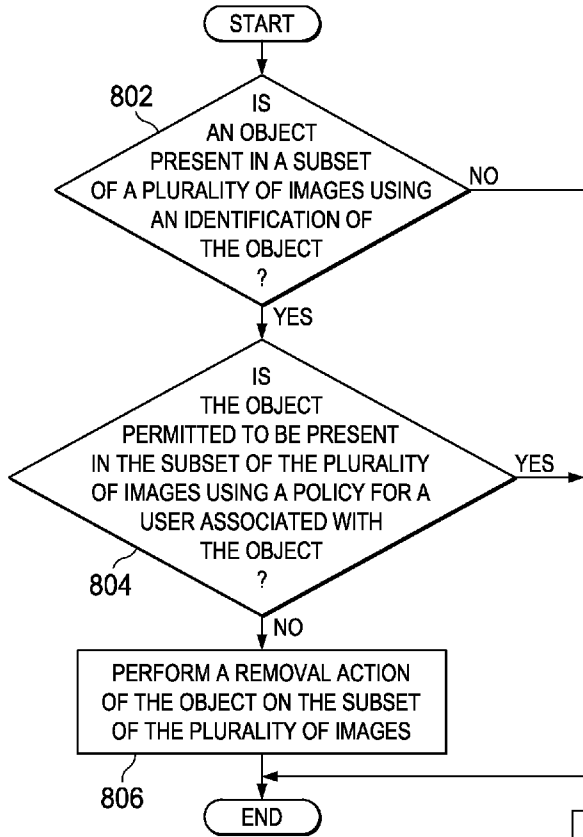 START
802
IS
AN OBJECT
PRESENT IN A SUBSET
OF A PLURALITY OF IMAGES USING
AN IDENTIFICATION OF
THE OBJECT
?
NO
YES
IS
THE OBJECT
PERMITTED TO BE PRESENT
IN THE SUBSET OF THE PLURALITY
OF IMAGES USING A POLICY FOR A
USER ASSOCIATED WITH
THE OBJECT
?
YES
804
NO
PERFORM A REMOVAL ACTION
OF THE OBJECT ON THE SUBSET
OF THE PLURALITY OF IMAGES
806
END